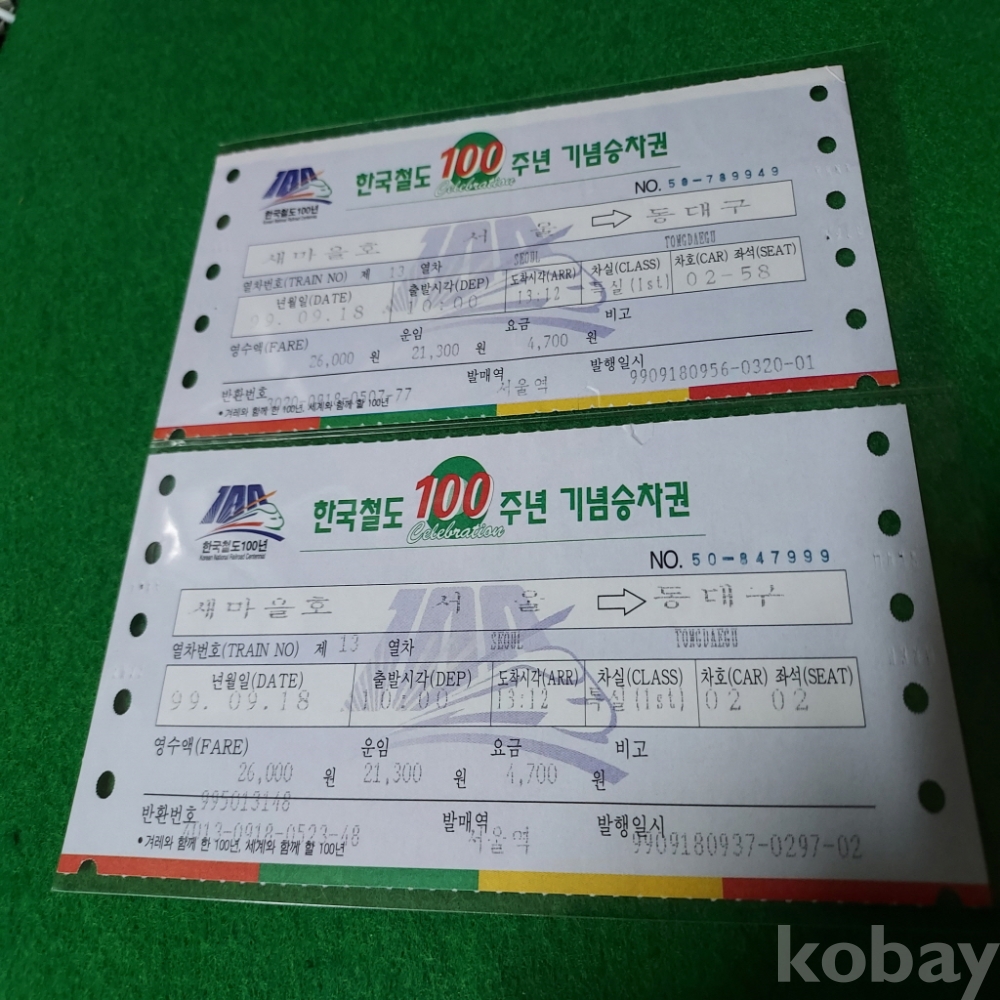 한국철도 100 주년 기념승차권
Celebration
한국철도100년
Korean National Railroad Centennial
NO. 50-789949
새마을호 서울 ⇨ 동대구
SEOUL TONGDAEGU
열차번호(TRAIN NO) 제 13 열차
년월일(DATE) 출발시각(DEP) 도착시각(ARR) 차실(CLASS) 차호(CAR) 좌석(SEAT)
99. 09. 18 10:00 13:12 특실(1st) 02-58
영수액(FARE) 운임 요금 비고
26,000 원 21,300 원 4,700 원
반환번호 발매역 서울역 발행일시 9909180956-0320-01
• 겨레와 함께 한 100년, 세계와 함께 할 100년
한국철도 100 주년 기념승차권
Celebration
한국철도100년
Korean National Railroad Centennial
NO. 50-847999
새마을호 서울 ⇨ 동대구
SEOUL TONGDAEGU
열차번호(TRAIN NO) 제 13 열차
년월일(DATE) 출발시각(DEP) 도착시각(ARR) 차실(CLASS) 차호(CAR) 좌석(SEAT)
99. 09. 18 10:00 13:12 특실(1st) 02 02
영수액(FARE) 운임 요금 비고
26,000 원 21,300 원 4,700 원
995013148
반환번호 4013-0918-0523-48 발매역 서울역 발행일시 9909180937-0297-02
• 겨레와 함께 한 100년, 세계와 함께 할 100년
kobay